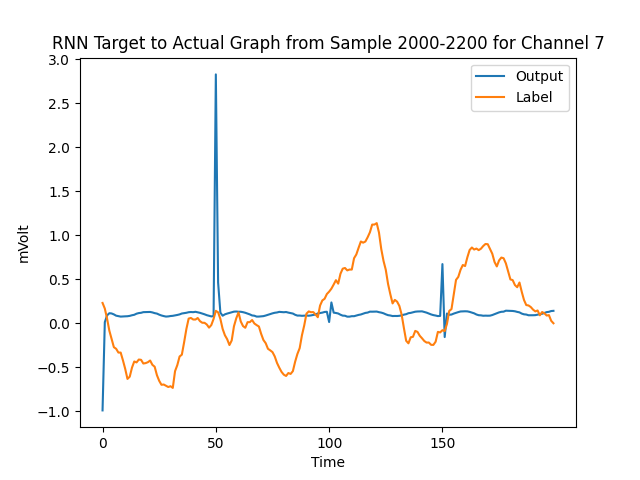 RNN Target to Actual Graph from Sample 2000-2200 for Channel 7
Output
Label
mVolt
3.0
2.5
2.0
1.5
1.0
0.5
0.0
−0.5
−1.0
0
50
100
150
Time